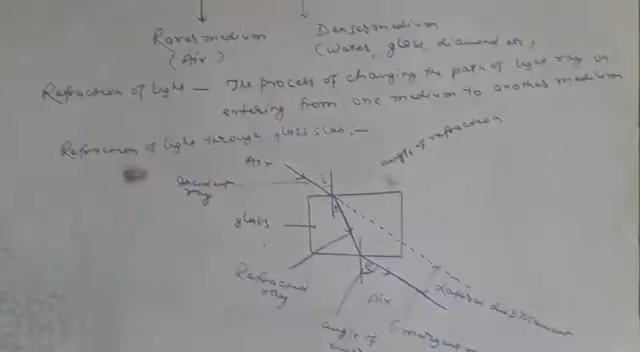 Rarer medium
(Air)
Denser medium
(Water, glass, diamond etc,
Refraction of light — The process of changing the path of light ray on
entering from one medium to another medium
Refraction of light through glass slab :-
Air
angle of refraction
i
Incident
ray
glass
Refracted
ray
Air
Lateral displacement
angle of
Emergent